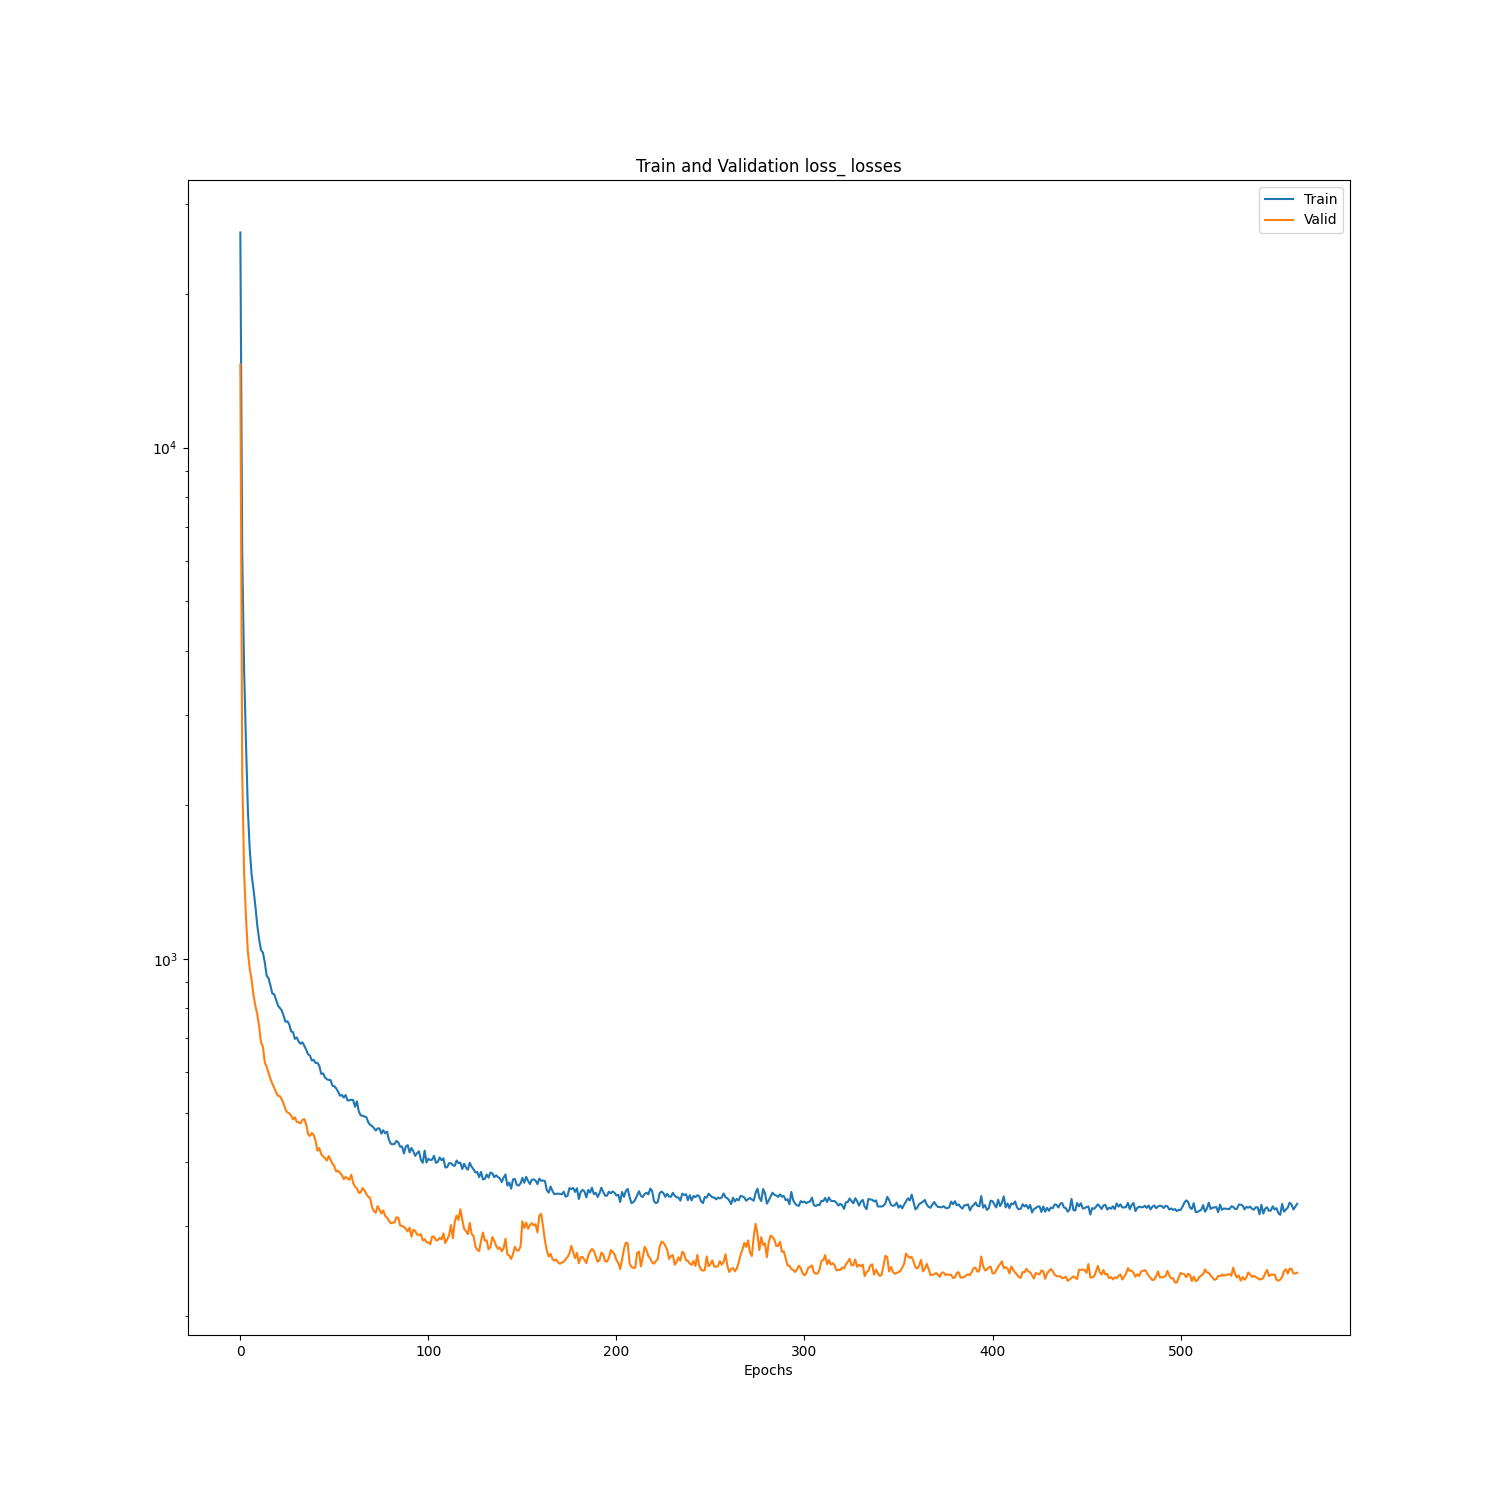 Train and Validation loss_ losses
Train
Valid
10⁴
10³
0 100 200 300 400 500
Epochs